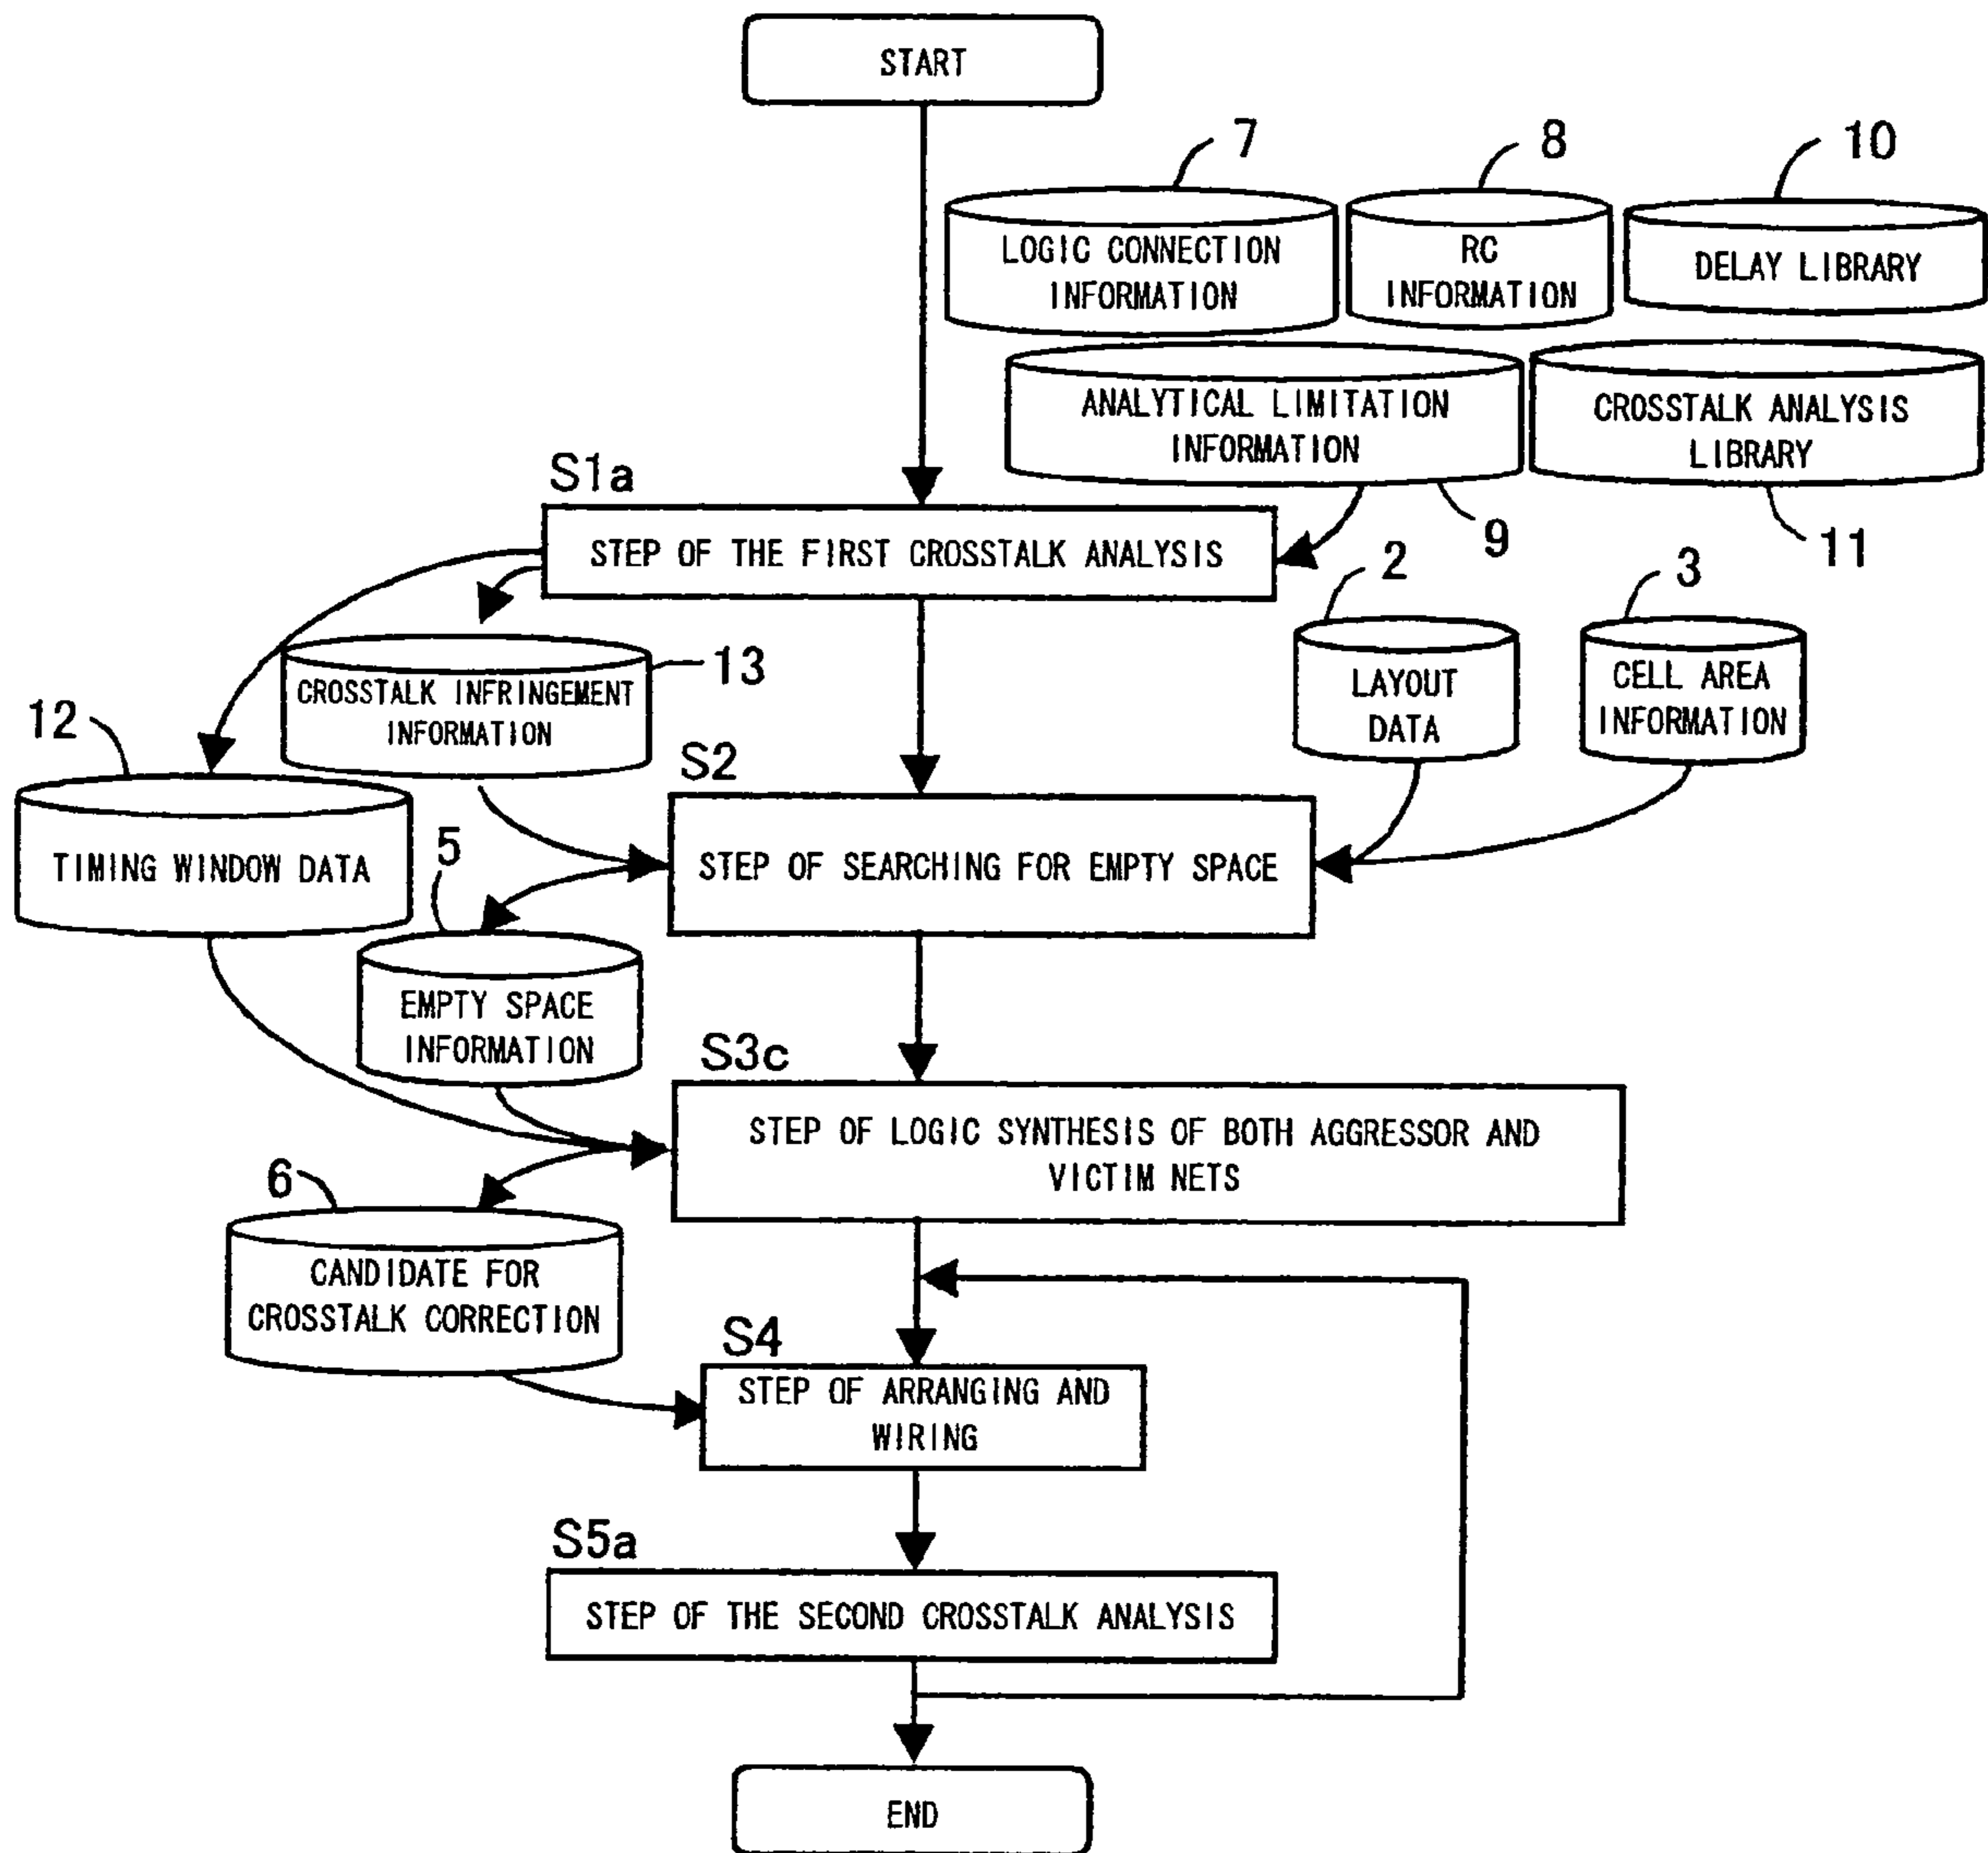 START
7
8
10
LOGIC CONNECTION
INFORMATION
RC
INFORMATION
DELAY LIBRARY
ANALYTICAL LIMITATION
INFORMATION
CROSSTALK ANALYSIS
LIBRARY
S1a
9
11
STEP OF THE FIRST CROSSTALK ANALYSIS
2
3
13
CROSSTALK INFRINGEMENT
INFORMATION
LAYOUT
DATA
CELL AREA
INFORMATION
12
S2
TIMING WINDOW DATA
5
STEP OF SEARCHING FOR EMPTY SPACE
EMPTY SPACE
INFORMATION
S3c
STEP OF LOGIC SYNTHESIS OF BOTH AGGRESSOR AND
VICTIM NETS
6
CANDIDATE FOR
CROSSTALK CORRECTION
S4
STEP OF ARRANGING AND
WIRING
S5a
STEP OF THE SECOND CROSSTALK ANALYSIS
END